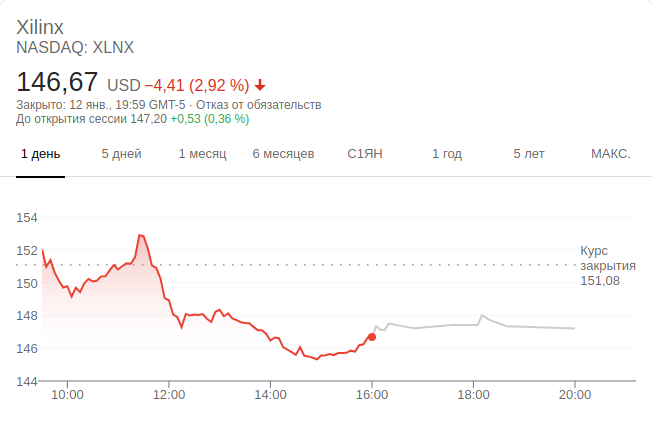 Xilinx
NASDAQ: XLNX
146,67 USD −4,41 (2,92 %)
Закрыто: 12 янв., 19:59 GMT-5 · Отказ от обязательств
До открытия сессии 147,20 +0,53 (0,36 %)
1 день 5 дней 1 месяц 6 месяцев С1ЯН 1 год 5 лет МАКС.
154
152
150
148
146
144
Курс
закрытия
151,08
10:00 12:00 14:00 16:00 18:00 20:00